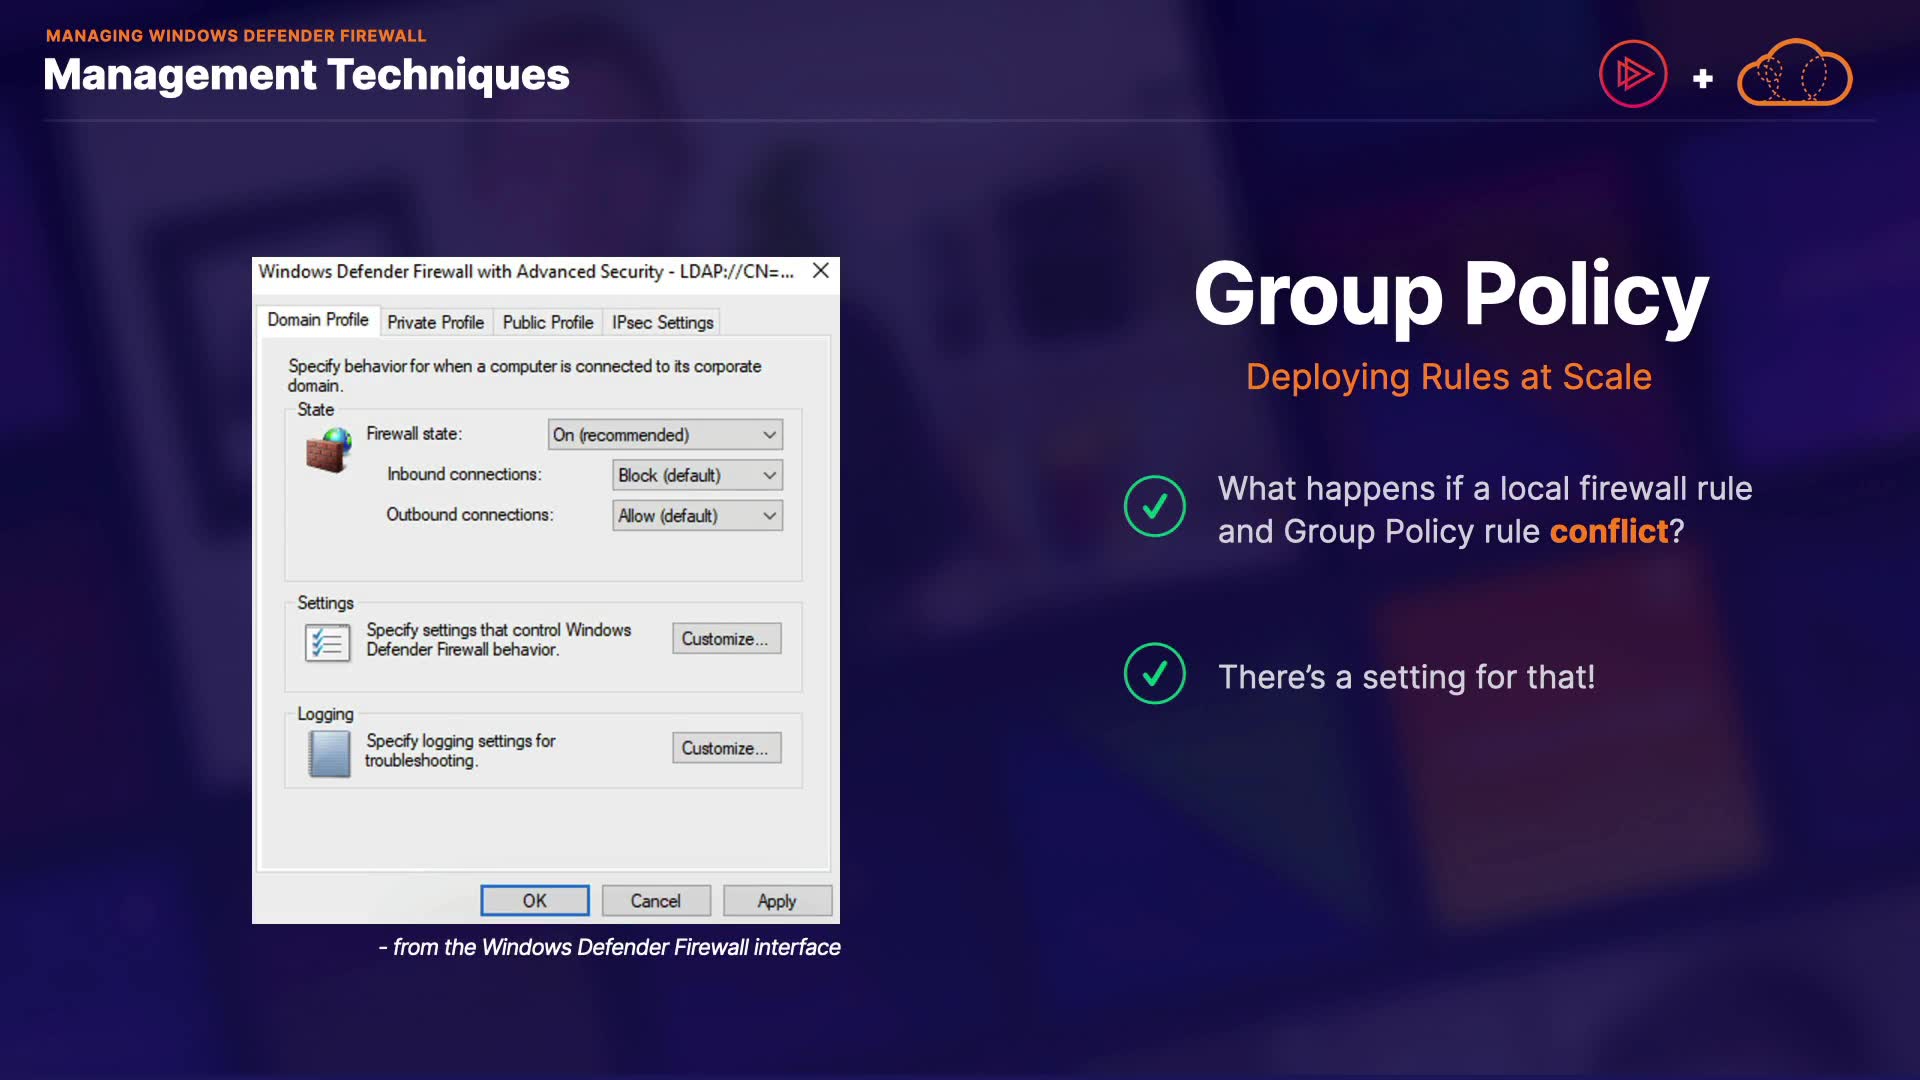 MANAGING WINDOWS DEFENDER FIREWALL
Management Techniques
+
Windows Defender Firewall with Advanced Security - LDAP://CN=...
Domain Profile
Private Profile
Public Profile
IPsec Settings
Specify behavior for when a computer is connected to its corporate
domain.
State
Firewall state:
On (recommended)
Inbound connections:
Block (default)
Outbound connections:
Allow (default)
Settings
Specify settings that control Windows
Defender Firewall behavior.
Customize...
Logging
Specify logging settings for
troubleshooting.
Customize...
OK
Cancel
Apply
- from the Windows Defender Firewall interface
Group Policy
Deploying Rules at Scale
What happens if a local firewall rule
and Group Policy rule conflict?
There’s a setting for that!